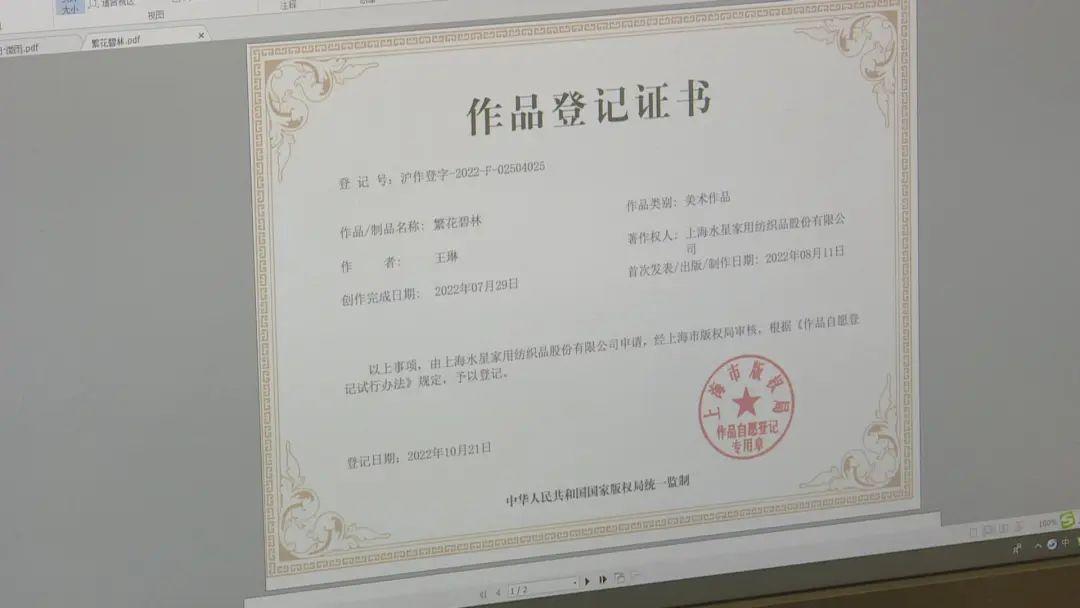 大小
视图
注释
繁花碧林.pdf
作品登记证书
登 记 号：沪作登字-2022-F-02504025
作品/制品名称：繁花碧林
作品类别：美术作品
作 者：王琳
著作权人：上海水星家用纺织品股份有限公
司
创作完成日期：2022年07月29日
首次发表/出版/制作日期：2022年08月11日
以上事项，由上海水星家用纺织品股份有限公司申请，经上海市版权局审核，根据《作品自愿登
记试行办法》规定，予以登记。
上海市版权局
作品自愿登记
专用章
登记日期：2022年10月21日
中华人民共和国国家版权局统一监制
1/2
100%
中